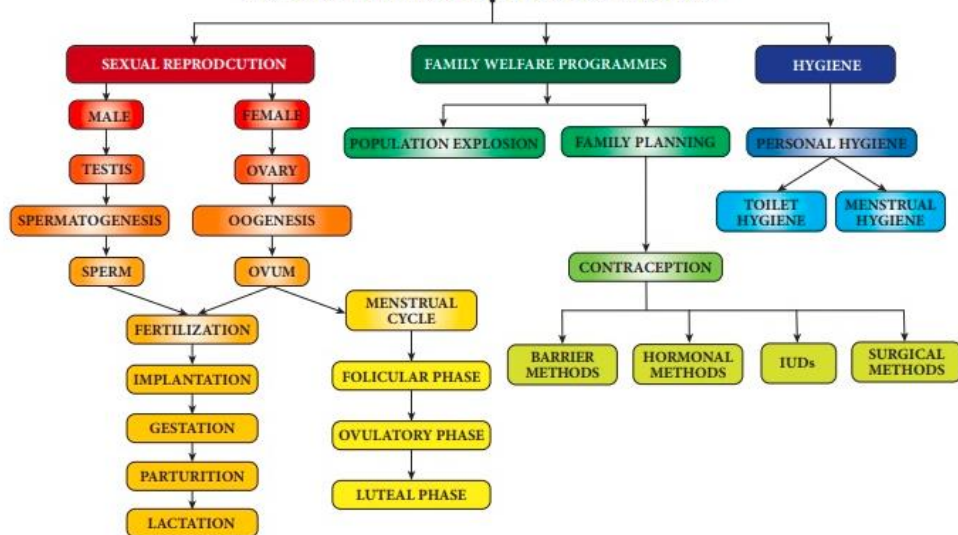 SEXUAL REPRODCUTION
FAMILY WELFARE PROGRAMMES
HYGIENE
MALE
FEMALE
POPULATION EXPLOSION
FAMILY PLANNING
PERSONAL HYGIENE
TESTIS
OVARY
TOILET
HYGIENE
MENSTRUAL
HYGIENE
SPERMATOGENESIS
OOGENESIS
SPERM
OVUM
CONTRACEPTION
MENSTRUAL
CYCLE
FERTILIZATION
BARRIER
METHODS
HORMONAL
METHODS
IUDs
SURGICAL
METHODS
IMPLANTATION
FOLICULAR PHASE
GESTATION
OVULATORY PHASE
PARTURITION
LUTEAL PHASE
LACTATION